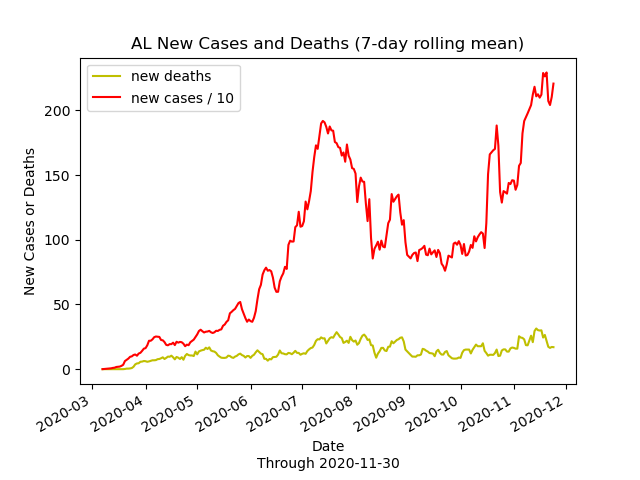 AL New Cases and Deaths (7-day rolling mean)
new deaths
new cases / 10
New Cases or Deaths
200
150
100
50
0
2020-03
2020-04
2020-05
2020-06
2020-07
2020-08
2020-09
2020-10
2020-11
2020-12
Date
Through 2020-11-30